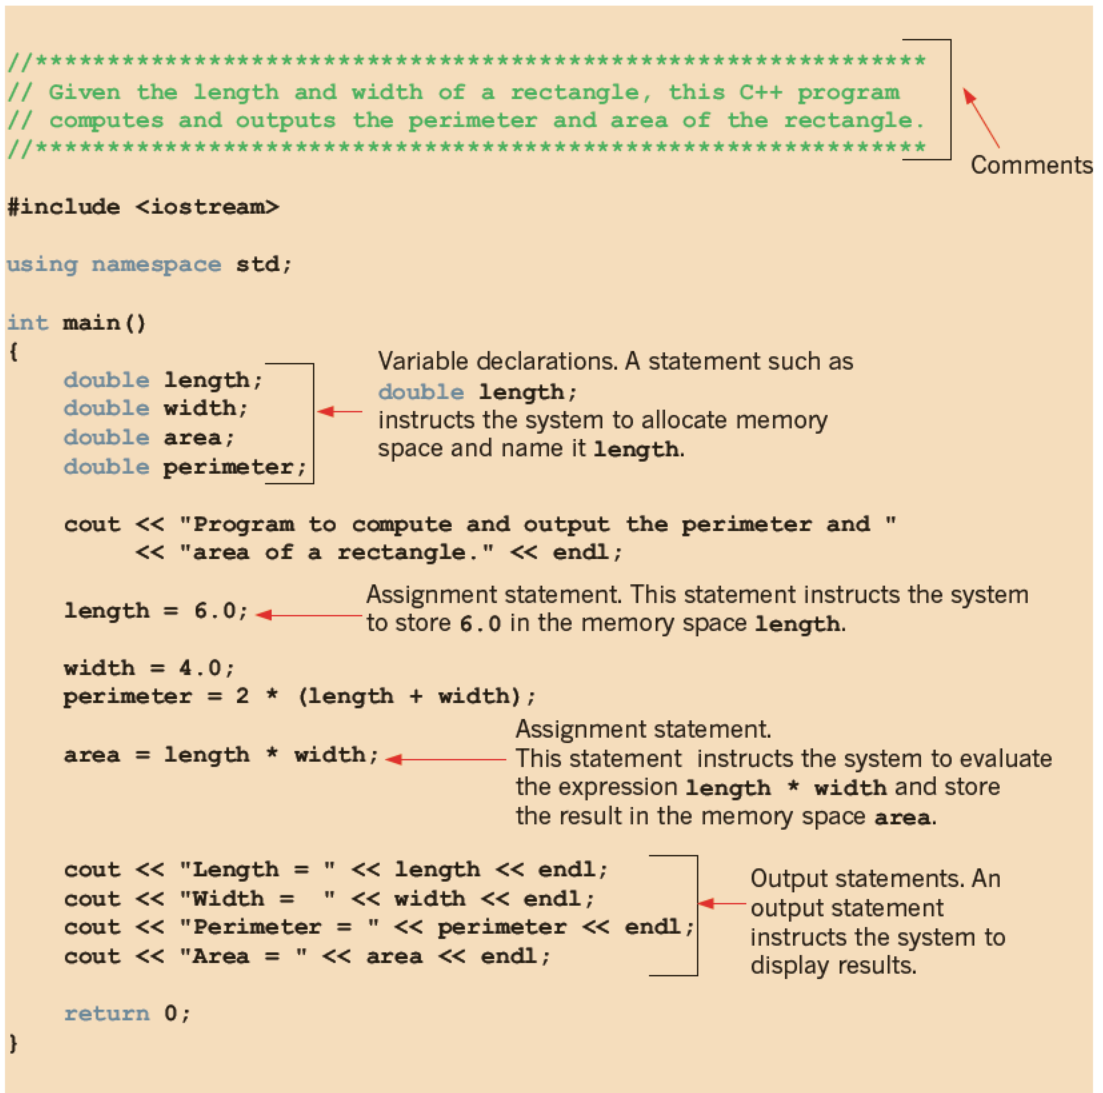 //**************************************************************
// Given the length and width of a rectangle, this C++ program
// computes and outputs the perimeter and area of the rectangle.
//**************************************************************
Comments
#include <iostream>
using namespace std;
int main()
{
double length;
double width;
double area;
double perimeter;
Variable declarations. A statement such as
double length;
instructs the system to allocate memory
space and name it length.
cout << "Program to compute and output the perimeter and "
<< "area of a rectangle." << endl;
length = 6.0;
Assignment statement. This statement instructs the system
to store 6.0 in the memory space length.
width = 4.0;
perimeter = 2 * (length + width);
area = length * width;
Assignment statement.
This statement instructs the system to evaluate
the expression length * width and store
the result in the memory space area.
cout << "Length = " << length << endl;
cout << "Width =  " << width << endl;
cout << "Perimeter = " << perimeter << endl;
cout << "Area = " << area << endl;
Output statements. An
output statement
instructs the system to
display results.
return 0;
}